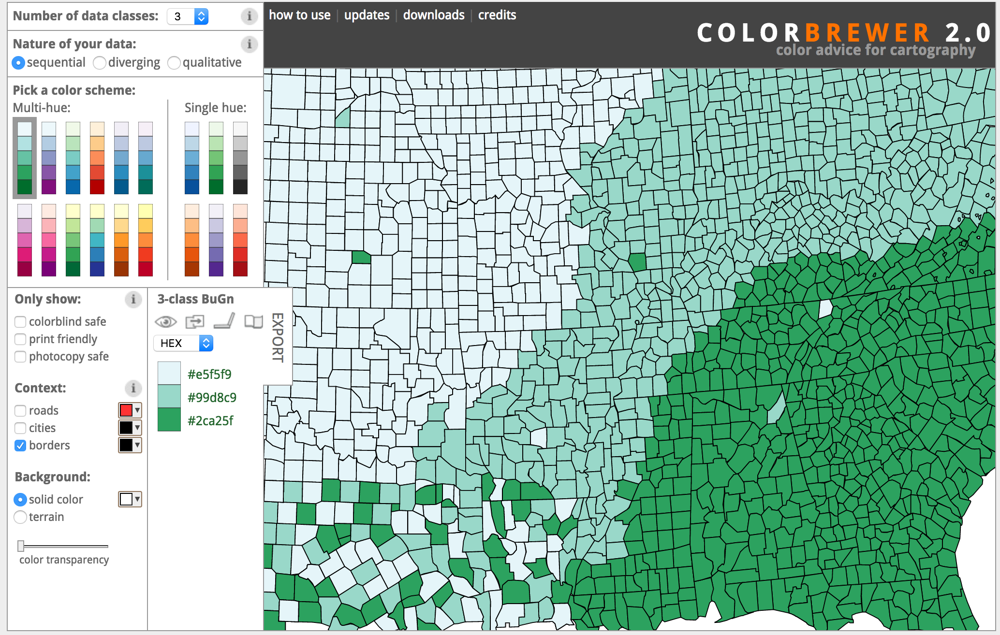 Number of data classes: 3
how to use | updates | downloads | credits
COLORBREWER 2.0
color advice for cartography
Nature of your data:
sequential diverging qualitative
Pick a color scheme:
Multi-hue: Single hue:
Only show:
colorblind safe
print friendly
photocopy safe
Context:
roads
cities
borders
Background:
solid color
terrain
color transparency
3-class BuGn
HEX
#e5f5f9
#99d8c9
#2ca25f
EXPORT